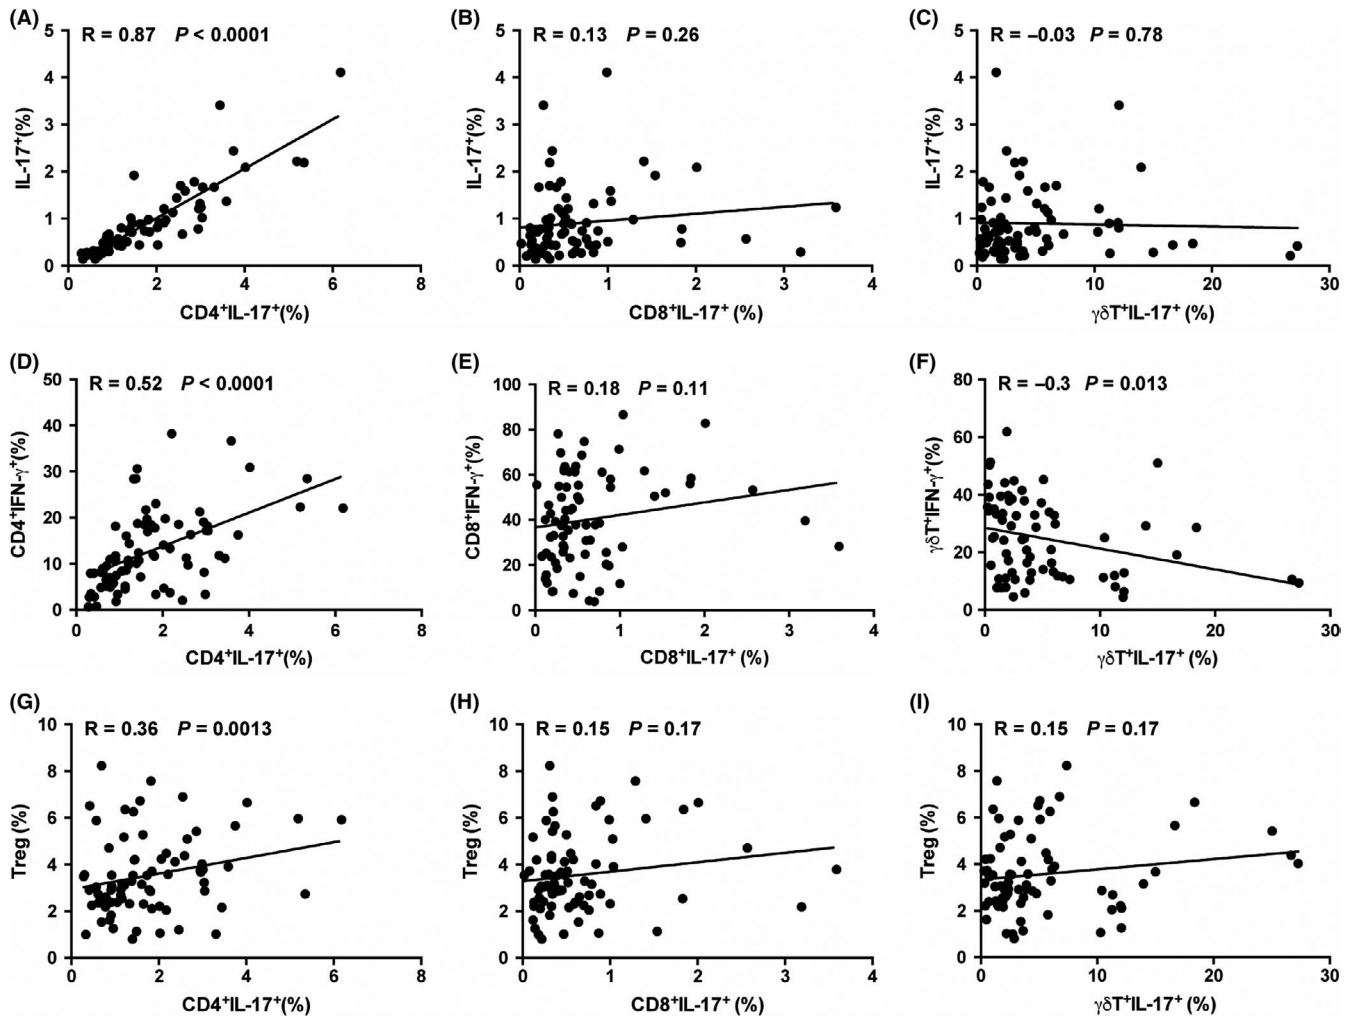 (A)
R = 0.87 P < 0.0001
IL-17⁺(%)
5
4
3
2
1
0
0 2 4 6 8
CD4⁺IL-17⁺(%)
(B)
R = 0.13 P = 0.26
IL-17⁺(%)
5
4
3
2
1
0
0 1 2 3 4
CD8⁺IL-17⁺ (%)
(C)
R = –0.03 P = 0.78
IL-17⁺(%)
5
4
3
2
1
0
0 10 20 30
γδT⁺IL-17⁺ (%)
(D)
R = 0.52 P < 0.0001
CD4⁺IFN-γ⁺(%)
50
40
30
20
10
0
0 2 4 6 8
CD4⁺IL-17⁺(%)
(E)
R = 0.18 P = 0.11
CD8⁺IFN-γ⁺(%)
100
80
60
40
20
0
0 1 2 3 4
CD8⁺IL-17⁺ (%)
(F)
R = –0.3 P = 0.013
γδT⁺IFN-γ⁺(%)
80
60
40
20
0
0 10 20 30
γδT⁺IL-17⁺ (%)
(G)
R = 0.36 P = 0.0013
Treg (%)
10
8
6
4
2
0
0 2 4 6 8
CD4⁺IL-17⁺(%)
(H)
R = 0.15 P = 0.17
Treg (%)
10
8
6
4
2
0
0 1 2 3 4
CD8⁺IL-17⁺ (%)
(I)
R = 0.15 P = 0.17
Treg (%)
10
8
6
4
2
0
0 10 20 30
γδT⁺IL-17⁺ (%)